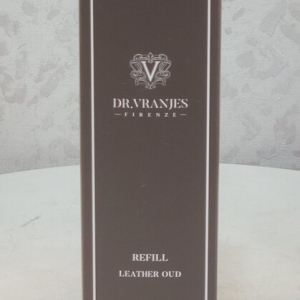 V
DR.VRANJES
FIRENZE
REFILL
LEATHER OUD